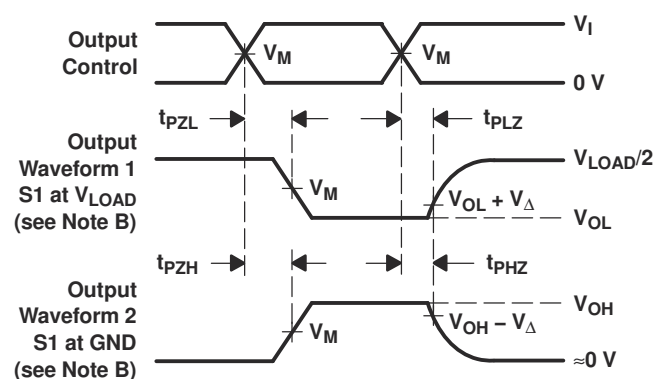 Output
Control
V_M
V_M
V_I
0 V
t_PZL
t_PLZ
Output
Waveform 1
S1 at V_LOAD
(see Note B)
V_M
V_LOAD/2
V_OL + V_Δ
V_OL
t_PZH
t_PHZ
Output
Waveform 2
S1 at GND
(see Note B)
V_M
V_OH
V_OH − V_Δ
≈0 V